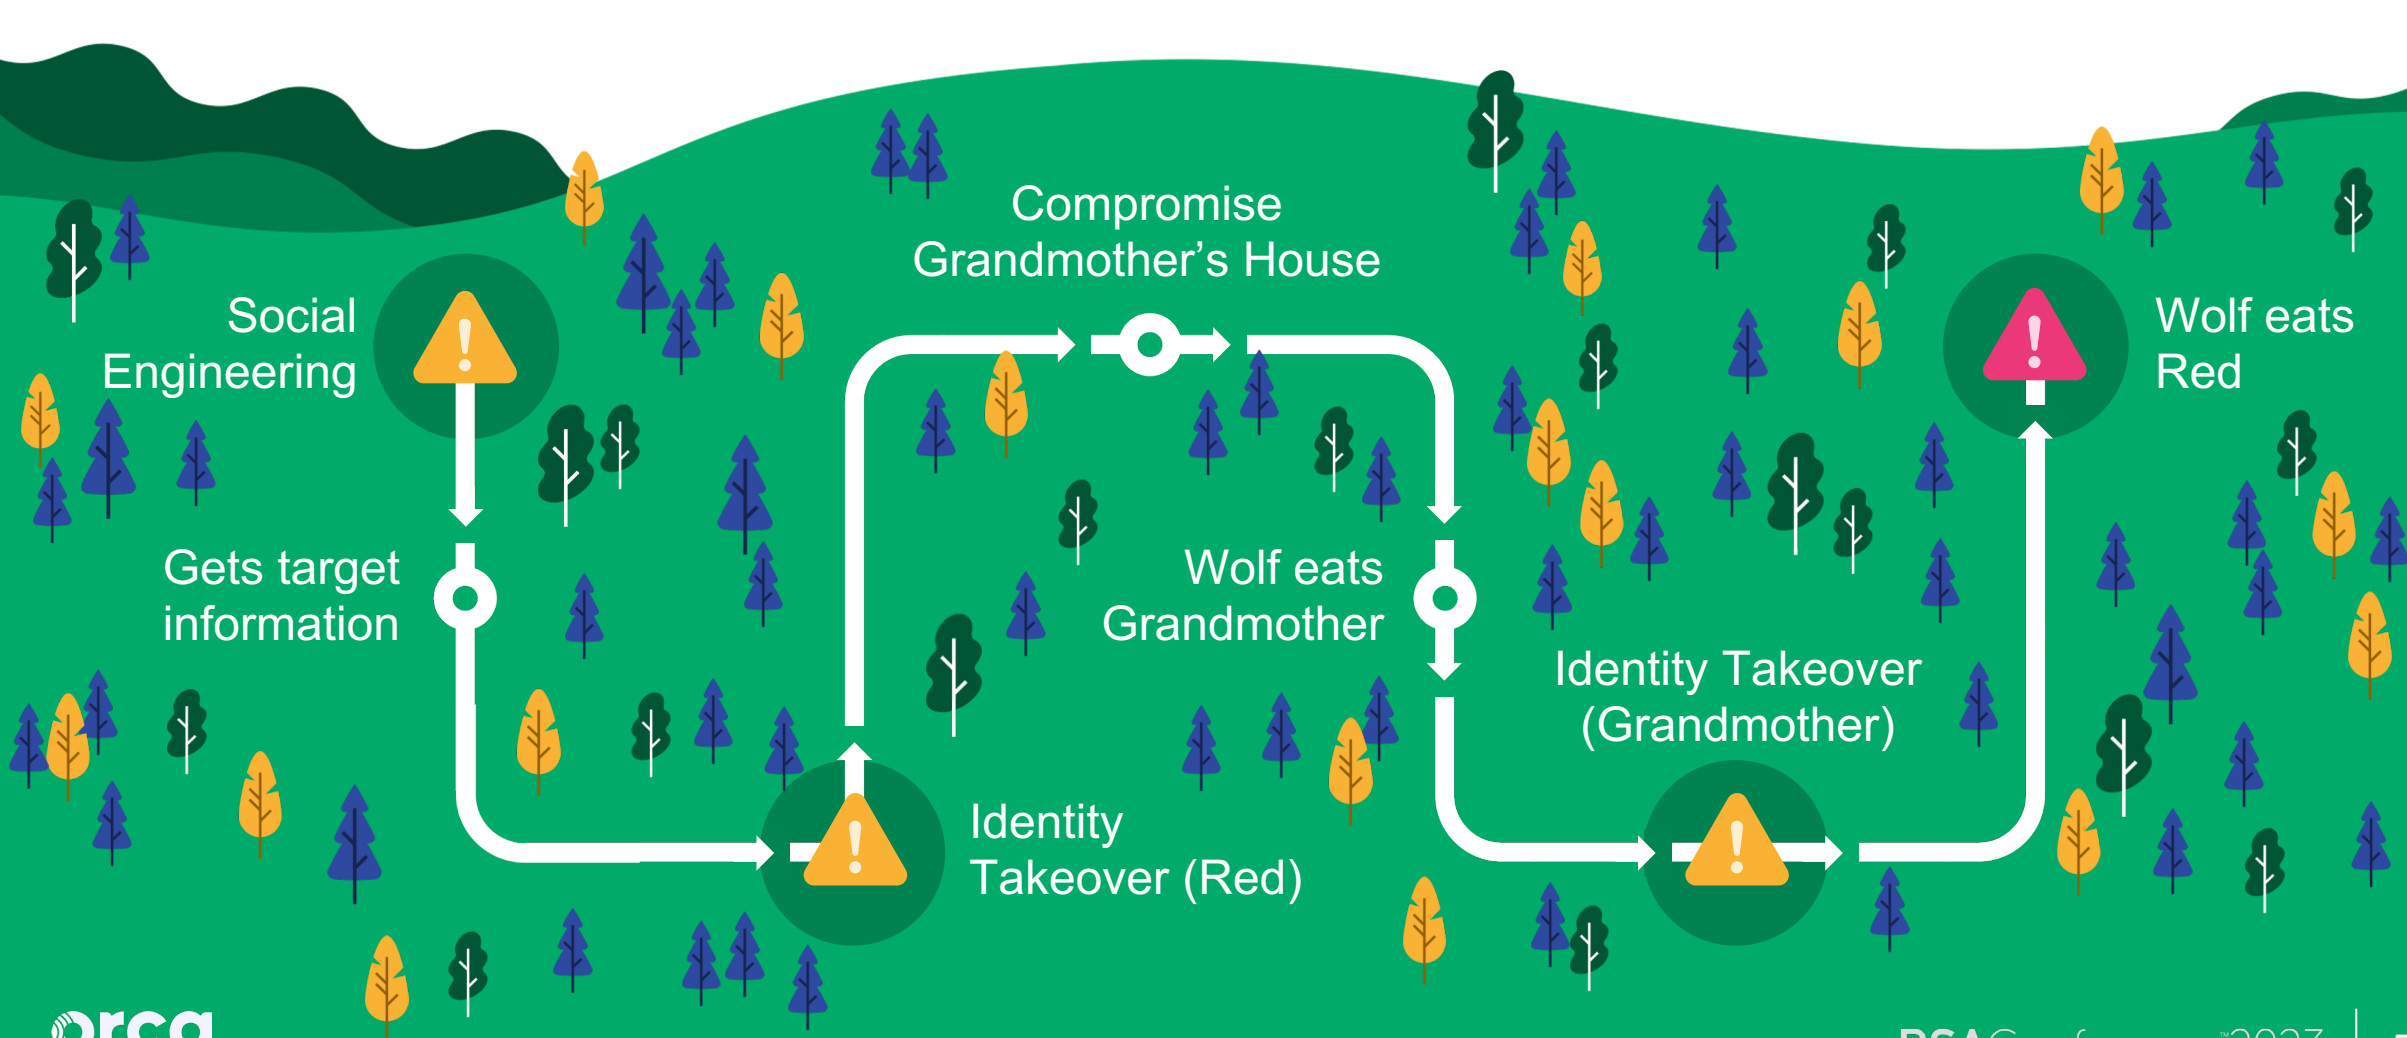 Compromise
Grandmother’s House
Social
Engineering
Wolf eats
Red
Gets target
information
Wolf eats
Grandmother
Identity Takeover
(Grandmother)
Identity
Takeover (Red)
orca